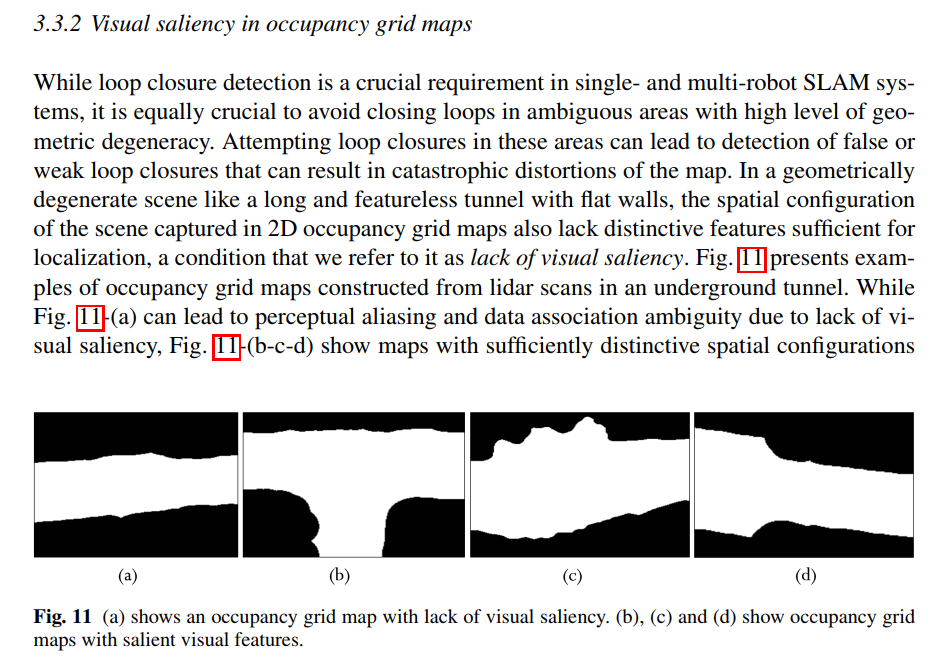 3.3.2 Visual saliency in occupancy grid maps
While loop closure detection is a crucial requirement in single- and multi-robot SLAM sys-
tems, it is equally crucial to avoid closing loops in ambiguous areas with high level of geo-
metric degeneracy. Attempting loop closures in these areas can lead to detection of false or
weak loop closures that can result in catastrophic distortions of the map. In a geometrically
degenerate scene like a long and featureless tunnel with flat walls, the spatial configuration
of the scene captured in 2D occupancy grid maps also lack distinctive features sufficient for
localization, a condition that we refer to it as lack of visual saliency. Fig. 11 presents exam-
ples of occupancy grid maps constructed from lidar scans in an underground tunnel. While
Fig. 11-(a) can lead to perceptual aliasing and data association ambiguity due to lack of vi-
sual saliency, Fig. 11-(b-c-d) show maps with sufficiently distinctive spatial configurations
(a) (b) (c) (d)
Fig. 11 (a) shows an occupancy grid map with lack of visual saliency. (b), (c) and (d) show occupancy grid
maps with salient visual features.